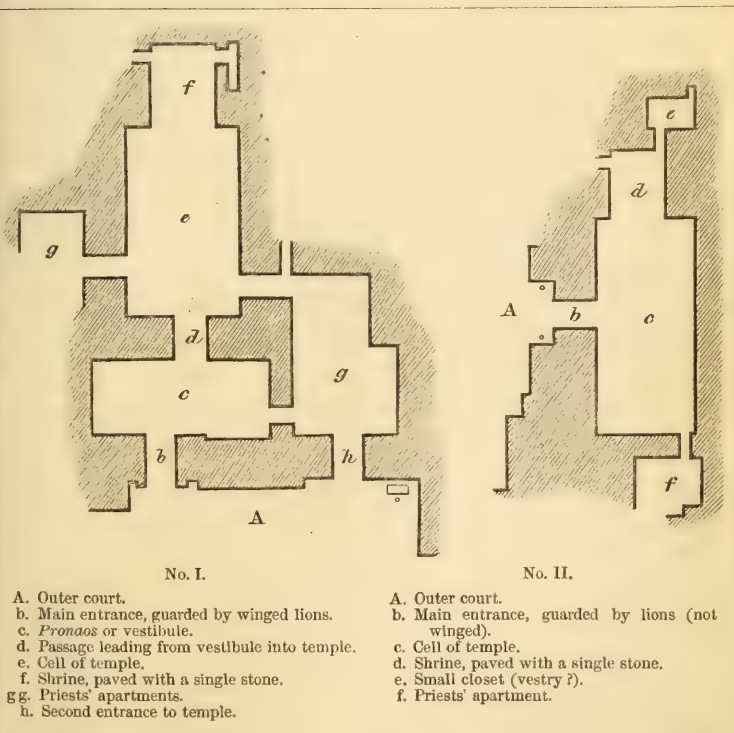 f
e
g
d
g
c
b
h
A
No. I.
A. Outer court.
b. Main entrance, guarded by winged lions.
c. Pronaos or vestibule.
d. Passage leading from vestibule into temple.
e. Cell of temple.
f. Shrine, paved with a single stone.
gg. Priests' apartments.
h. Second entrance to temple.
e
d
A
b
c
f
No. II.
A. Outer court.
b. Main entrance, guarded by lions (not
winged).
c. Cell of temple.
d. Shrine, paved with a single stone.
e. Small closet (vestry ?).
f. Priests' apartment.